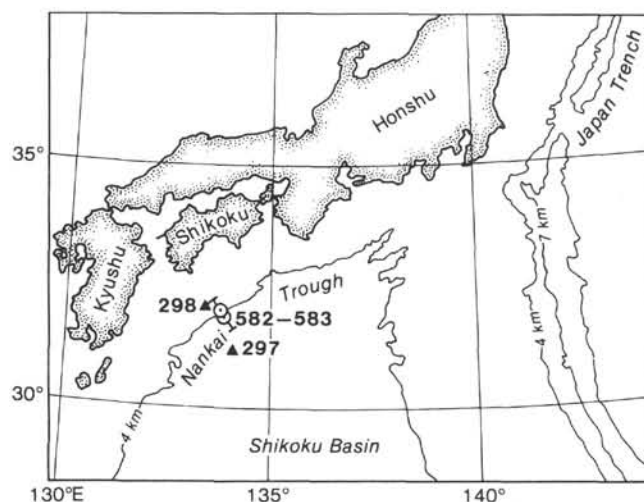 Japan Trench
Honshu
35°
Shikoku
Kyushu
7 km
Trough
298
582–583
4 km
Nankai
297
30°
4 km
Shikoku Basin
130°E
135°
140°